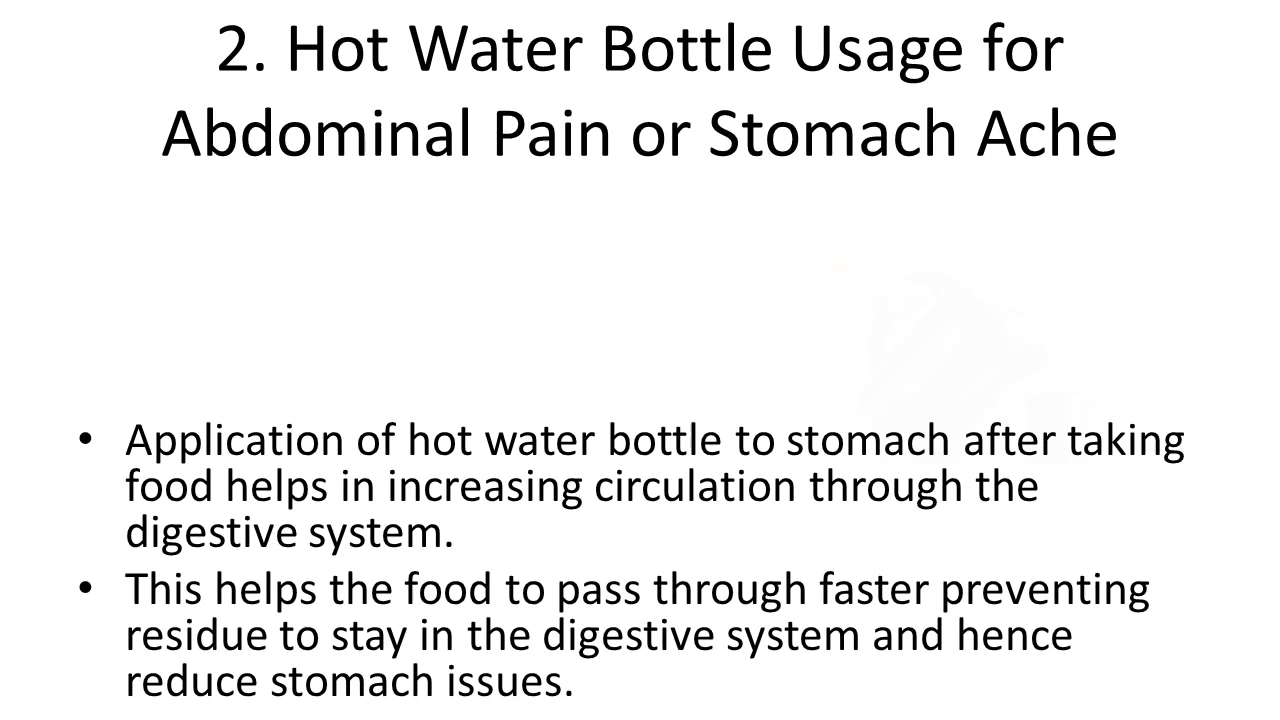 2. Hot Water Bottle Usage for
Abdominal Pain or Stomach Ache
• Application of hot water bottle to stomach after taking
food helps in increasing circulation through the
digestive system.
• This helps the food to pass through faster preventing
residue to stay in the digestive system and hence
reduce stomach issues.